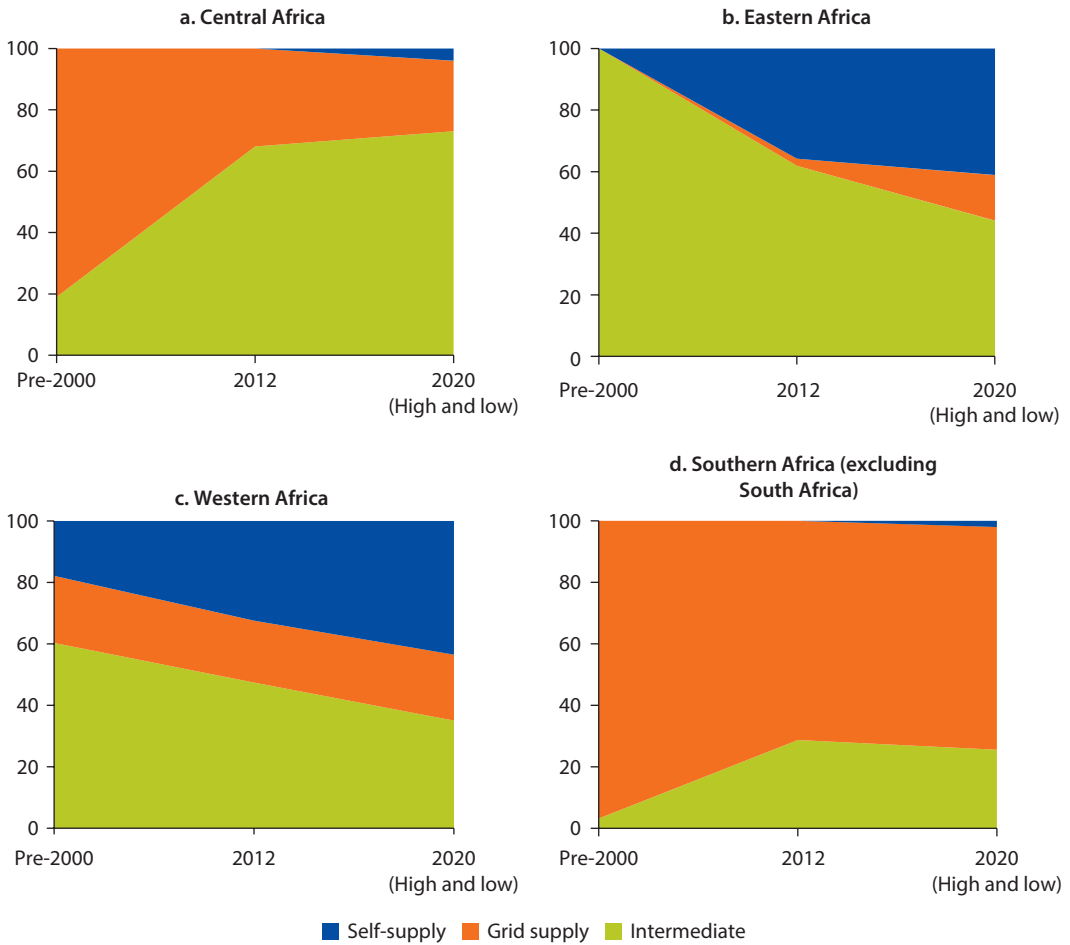 a. Central Africa
100
80
60
40
20
0
Pre-2000
2012
2020
(High and low)
b. Eastern Africa
100
80
60
40
20
0
Pre-2000
2012
2020
(High and low)
c. Western Africa
100
80
60
40
20
0
Pre-2000
2012
2020
(High and low)
d. Southern Africa (excluding
South Africa)
100
80
60
40
20
0
Pre-2000
2012
2020
(High and low)
Self-supply
Grid supply
Intermediate